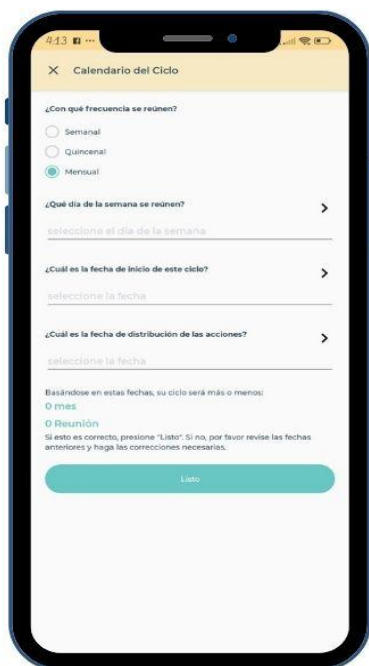 4:13
Calendario del Ciclo
¿Con qué frecuencia se reúnen?
Semanal
Quincenal
Mensual
¿Qué día de la semana se reúnen?
seleccione el día de la semana
¿Cuál es la fecha de inicio de este ciclo?
seleccione la fecha
¿Cuál es la fecha de distribución de las acciones?
seleccione la fecha
Basándose en estas fechas, su ciclo será más o menos:
0 mes
0 Reunión
Si esto es correcto, presione "Listo". Si no, por favor revise las fechas
anteriores y haga las correcciones necesarias.
Listo